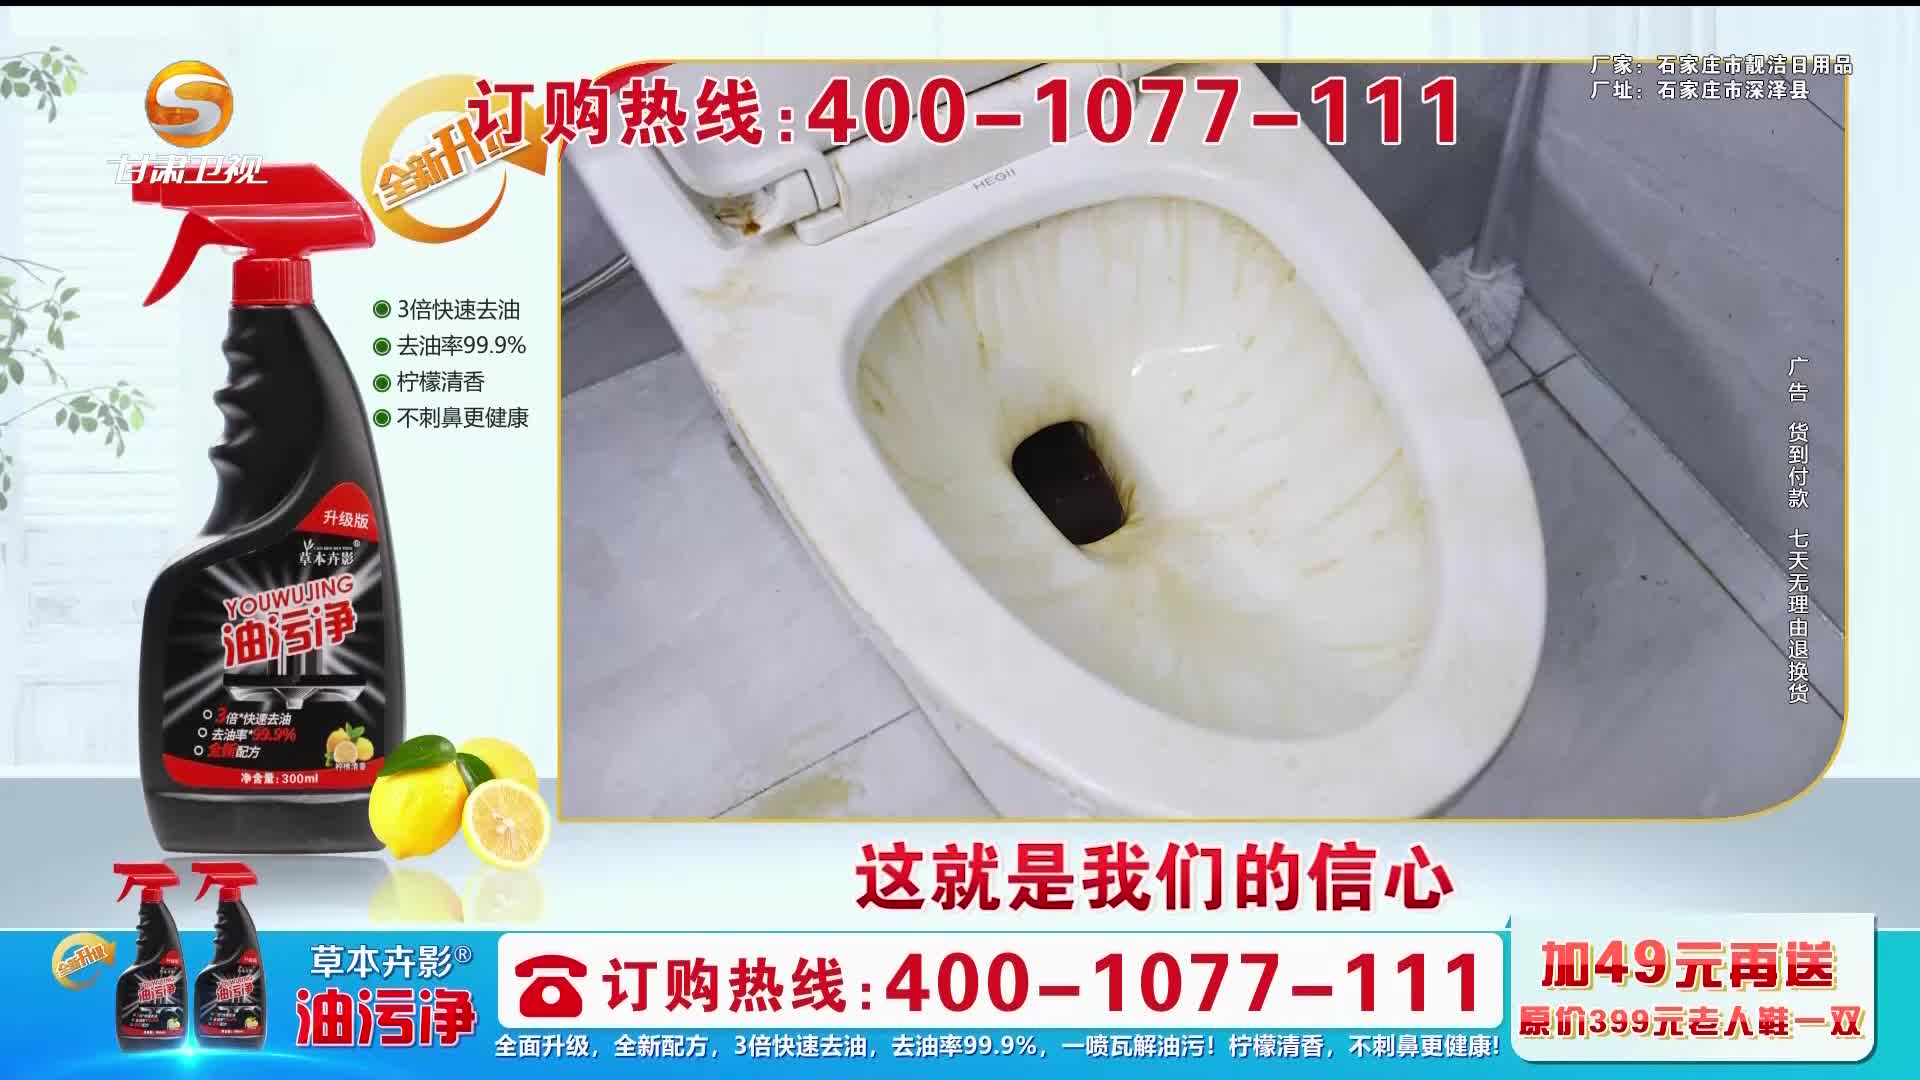 甘肃卫视
全新升级
订购热线:400-1077-111
厂家：石家庄市靓洁日用品
厂址：石家庄市深泽县
HEGII
3倍快速去油
去油率99.9%
柠檬清香
不刺鼻更健康
广告 货到付款 七天无理由退换货
升级版
草本卉影®
YOUWUJING
油污净
3倍*快速去油
去油率*99.9%
全新配方
柠檬清香
净含量：300ml
这就是我们的信心
全新升级
草本卉影®
油污净
订购热线:400-1077-111
加49元再送
原价399元老人鞋一双
全面升级，全新配方，3倍快速去油，去油率99.9%，一喷瓦解油污！柠檬清香，不刺鼻更健康！